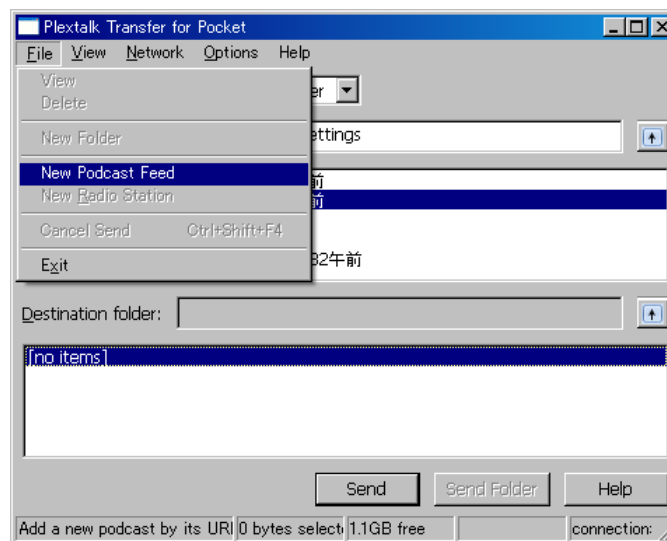 Plextalk Transfer for Pocket
File View Network Options Help
View
Delete
New Folder
New Podcast Feed
New Radio Station
Cancel Send Ctrl+Shift+F4
Exit
er
ettings
前
前
32午前
Destination folder:
[no items]
Send Send Folder Help
Add a new podcast by its URI 0 bytes select 1.1GB free connection: